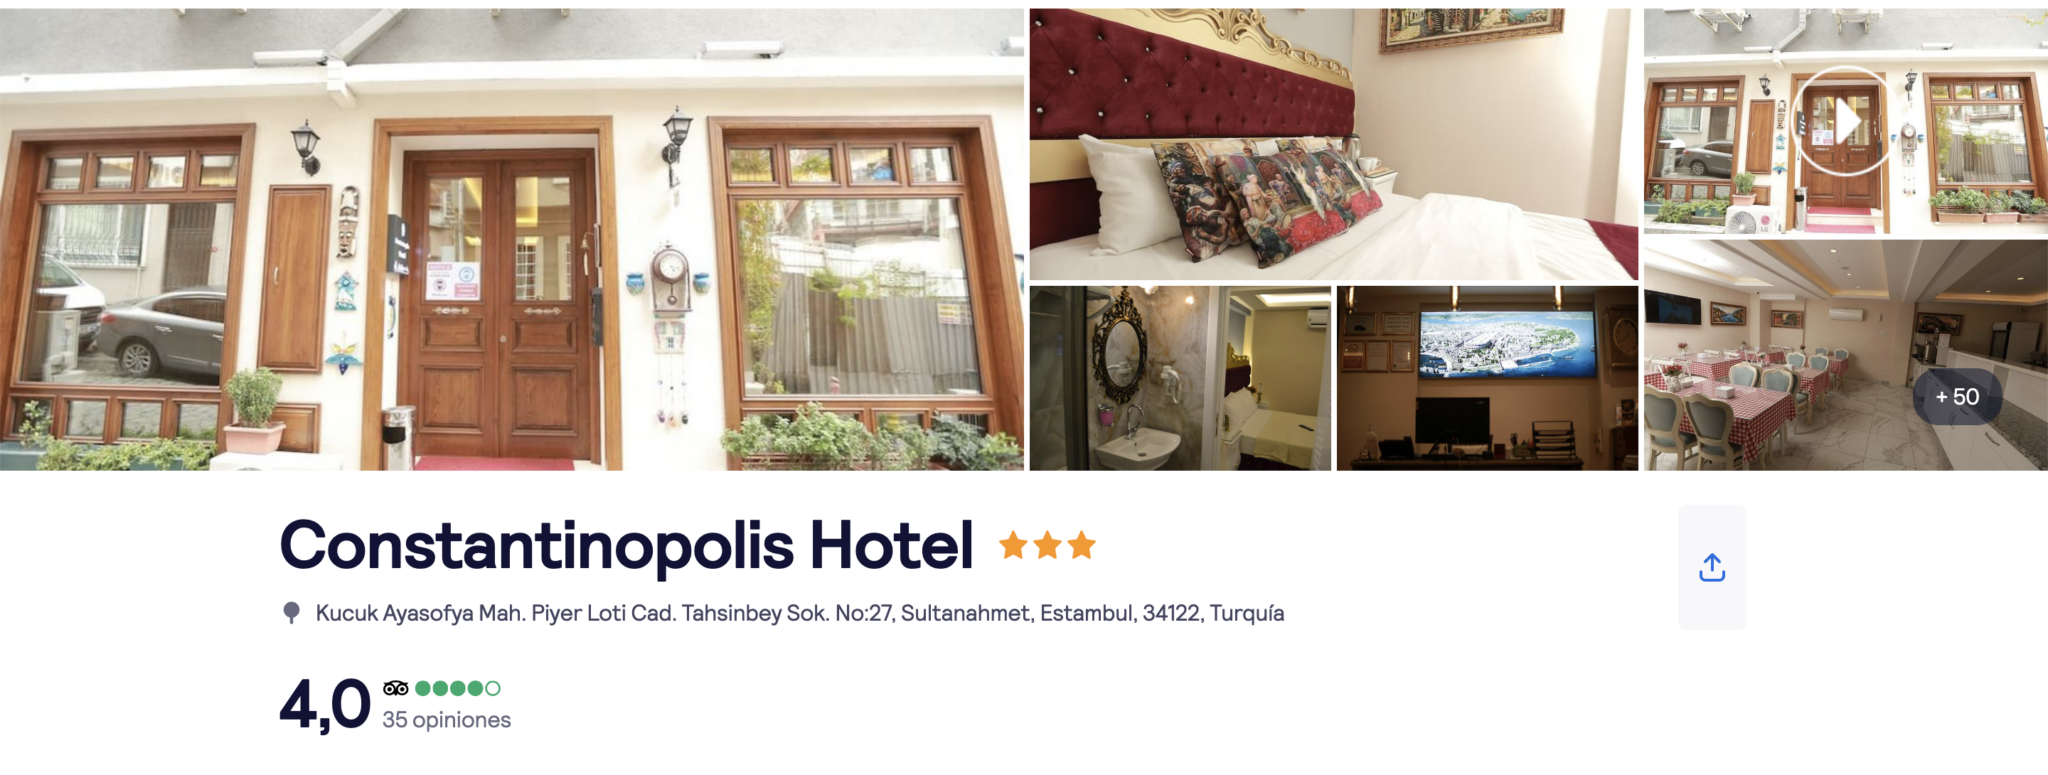 + 50
Constantinopolis Hotel
Kucuk Ayasofya Mah. Piyer Loti Cad. Tahsinbey Sok. No:27, Sultanahmet, Estambul, 34122, Turquía
4,0
35 opiniones